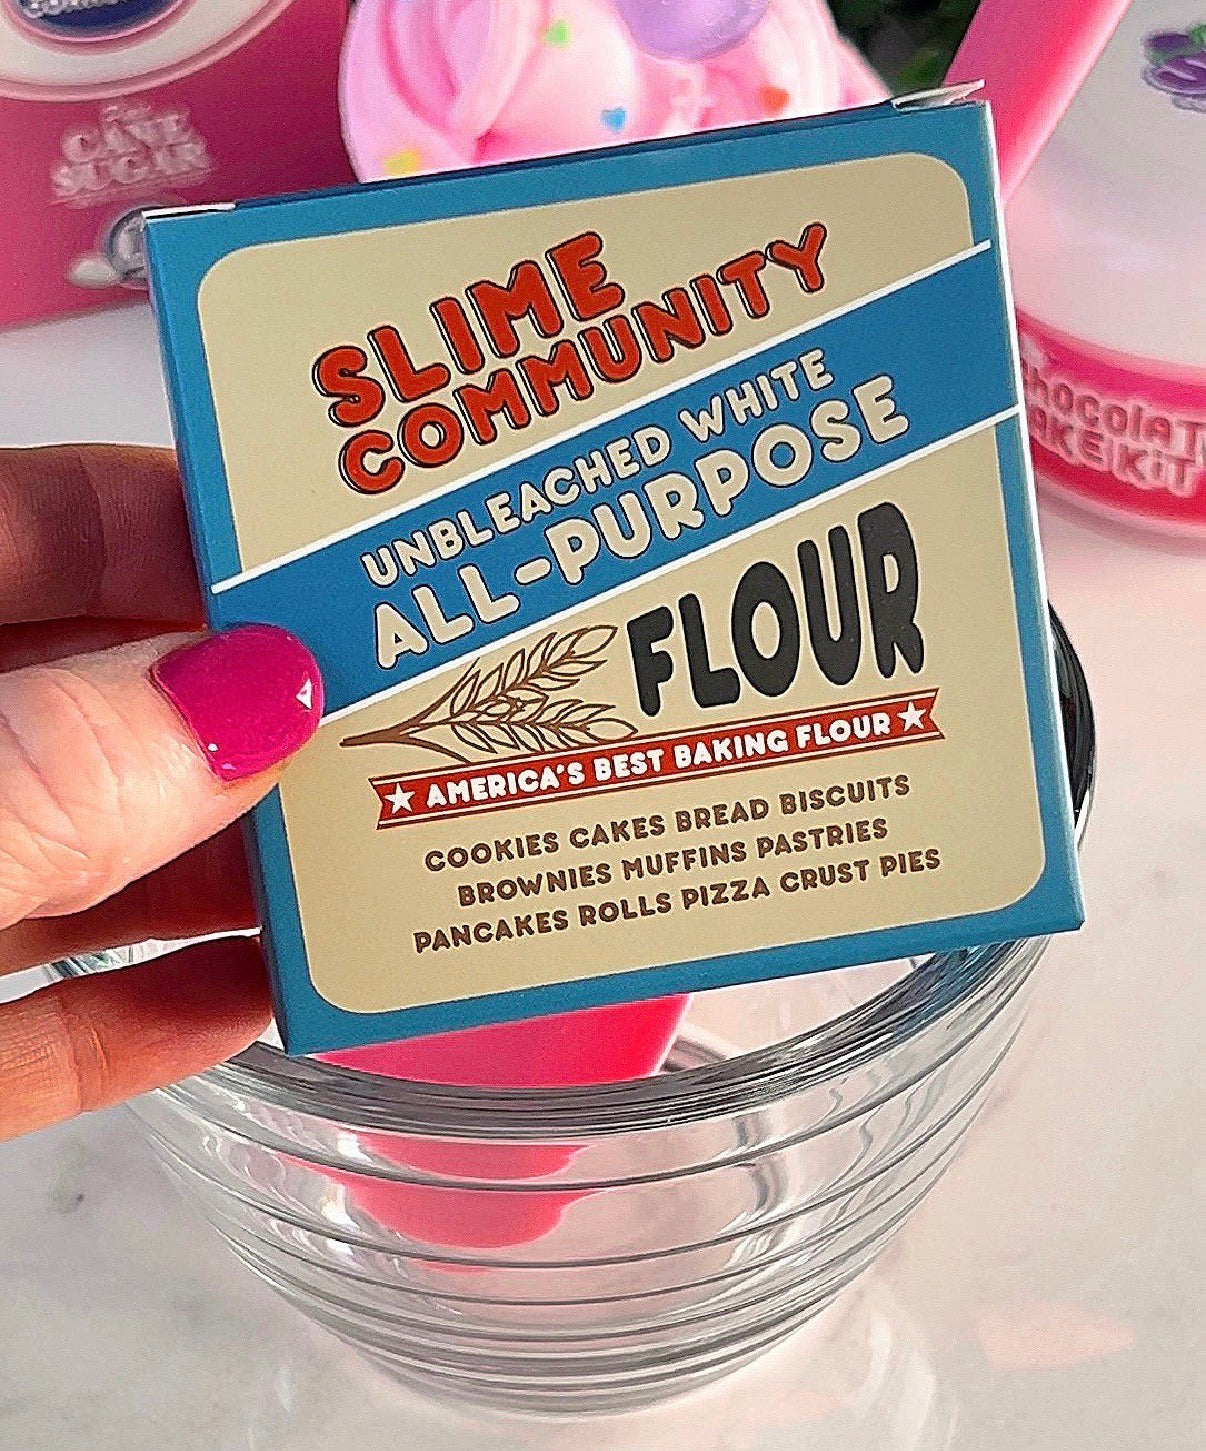 CANE
SUGAR
SLIME
COMMUNITY
UNBLEACHED WHITE
ALL-PURPOSE
FLOUR
AMERICA'S BEST BAKING FLOUR
COOKIES CAKES BREAD BISCUITS
BROWNIES MUFFINS PASTRIES
PANCAKES ROLLS PIZZA CRUST PIES
KIT